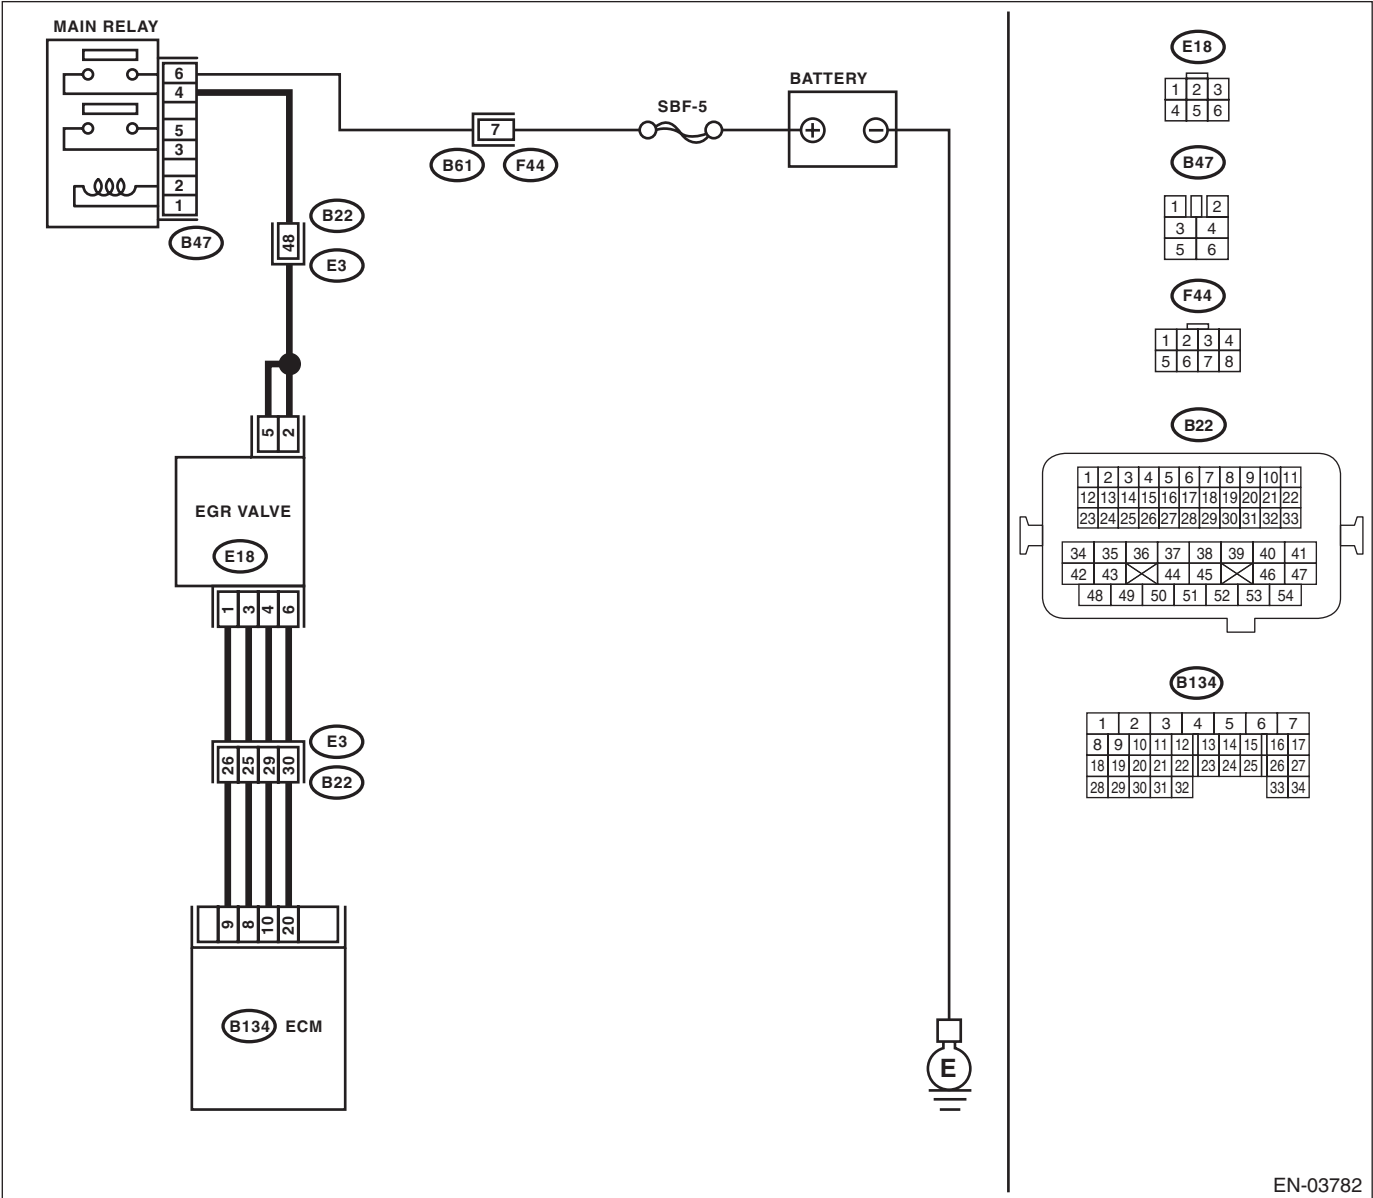 MAIN RELAY
6
4
5
3
2
1
B47
7
B61
F44
SBF-5
BATTERY
+
−
B22
48
E3
5
2
EGR VALVE
E18
1
3
4
6
E3
26
25
29
30
B22
9
8
10
20
B134 ECM
E
E18
1 2 3
4 5 6
B47
1 2
3 4
5 6
F44
1 2 3 4
5 6 7 8
B22
1 2 3 4 5 6 7 8 9 10 11
12 13 14 15 16 17 18 19 20 21 22
23 24 25 26 27 28 29 30 31 32 33
34 35 36 37 38 39 40 41
42 43 44 45 46 47
48 49 50 51 52 53 54
B134
1 2 3 4 5 6 7
8 9 10 11 12 13 14 15 16 17
18 19 20 21 22 23 24 25 26 27
28 29 30 31 32 33 34
EN-03782